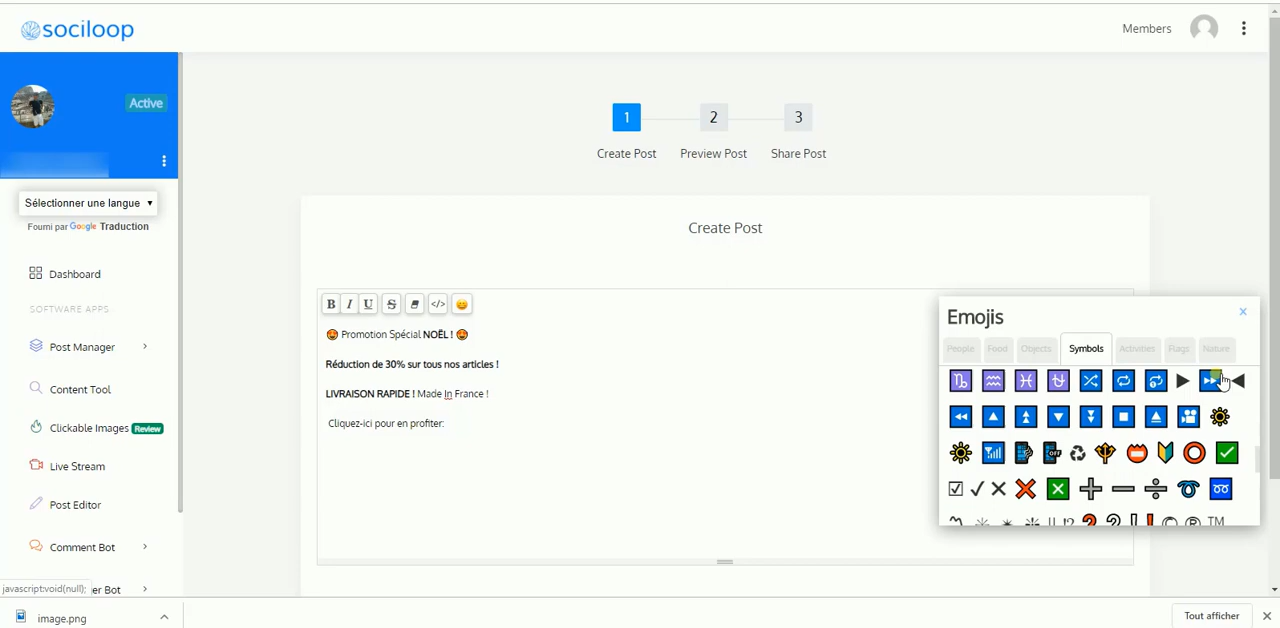 sociloop
Members
Active
Sélectionner une langue
Fourni par Google Traduction
Dashboard
SOFTWARE APPS
Post Manager
Content Tool
Clickable Images Review
Live Stream
Post Editor
Comment Bot
er Bot
javascript:void(null);
1 2 3
Create Post Preview Post Share Post
Create Post
B I U S </>
Promotion Spécial NOËL !
Réduction de 30% sur tous nos articles !
LIVRAISON RAPIDE ! Made In France !
Cliquez-ici pour en profiter:
Emojis
People Food Objects Symbols Activities Flags Nature
image.png
Tout afficher